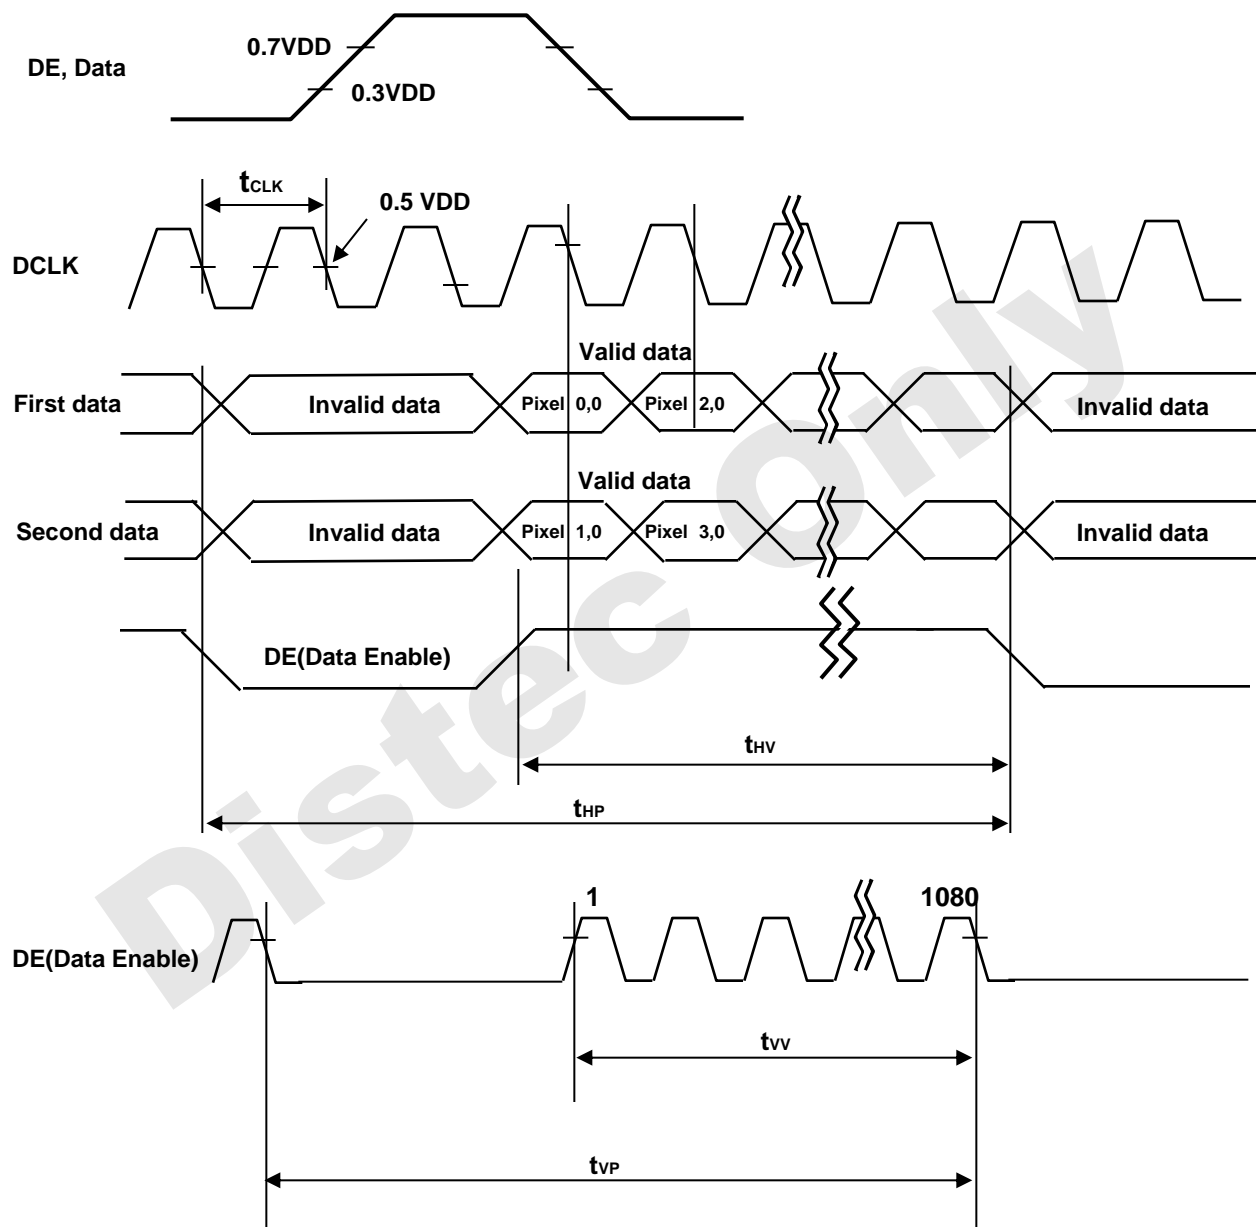 0.7VDD
DE, Data
0.3VDD
tCLK
0.5 VDD
DCLK
Valid data
First data
Invalid data
Pixel 0,0
Pixel 2,0
Invalid data
Valid data
Second data
Invalid data
Pixel 1,0
Pixel 3,0
Invalid data
DE(Data Enable)
tHV
tHP
1
1080
DE(Data Enable)
tVV
tVP
Distec Only